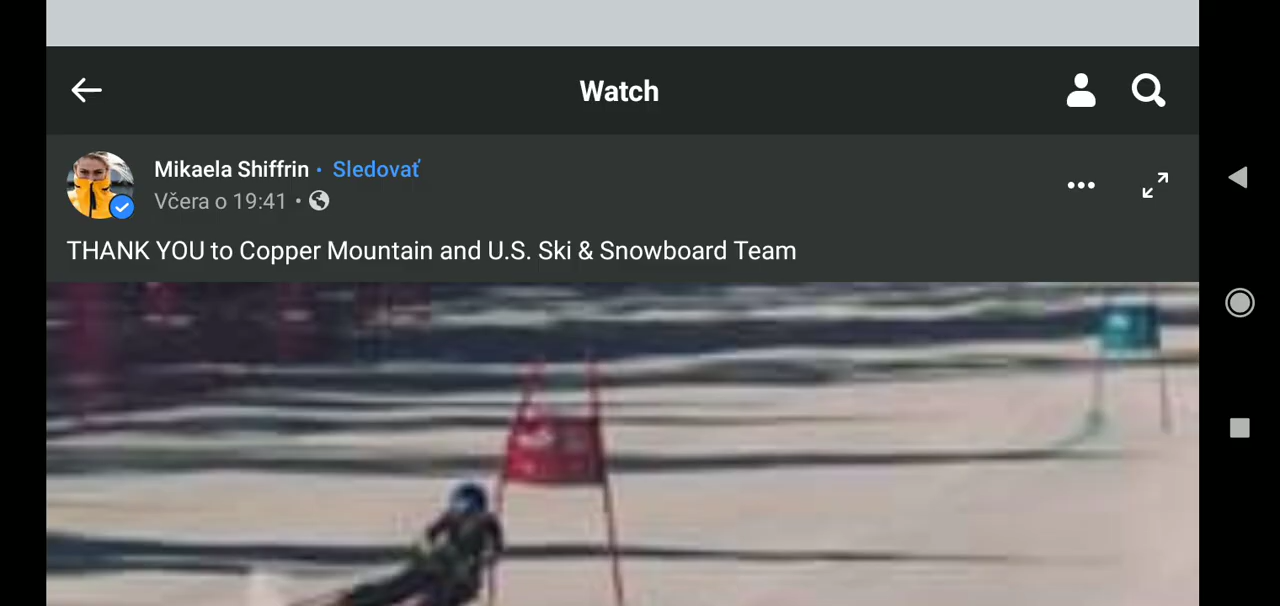 Watch
Mikaela Shiffrin • Sledovať
Včera o 19:41 •
THANK YOU to Copper Mountain and U.S. Ski & Snowboard Team